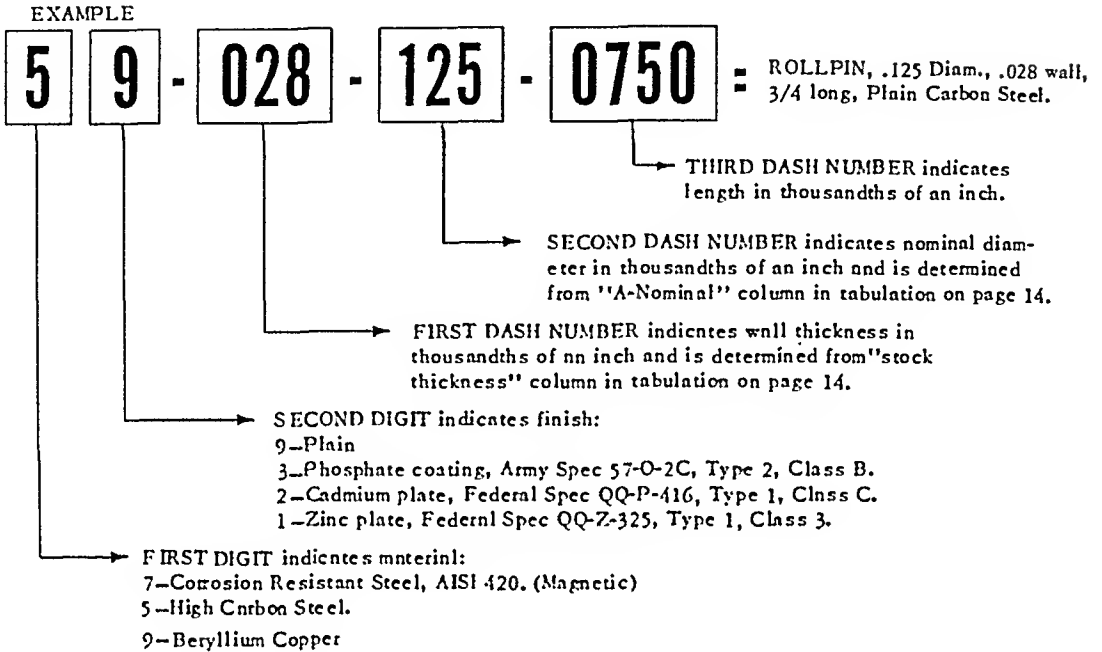 EXAMPLE
5 9 - 028 - 125 - 0750 = ROLLPIN, .125 Diam., .028 wall,
3/4 long, Plain Carbon Steel.
THIRD DASH NUMBER indicates
length in thousandths of an inch.
SECOND DASH NUMBER indicates nominal diam-
eter in thousandths of an inch and is determined
from "A-Nominal" column in tabulation on page 14.
FIRST DASH NUMBER indicates wall thickness in
thousandths of an inch and is determined from"stock
thickness" column in tabulation on page 14.
SECOND DIGIT indicates finish:
9—Plain
3—Phosphate coating, Army Spec 57-O-2C, Type 2, Class B.
2—Cadmium plate, Federal Spec QQ-P-416, Type 1, Class C.
1—Zinc plate, Federal Spec QQ-Z-325, Type 1, Class 3.
FIRST DIGIT indicates material:
7—Corrosion Resistant Steel, AISI 420. (Magnetic)
5—High Carbon Steel.
9—Beryllium Copper